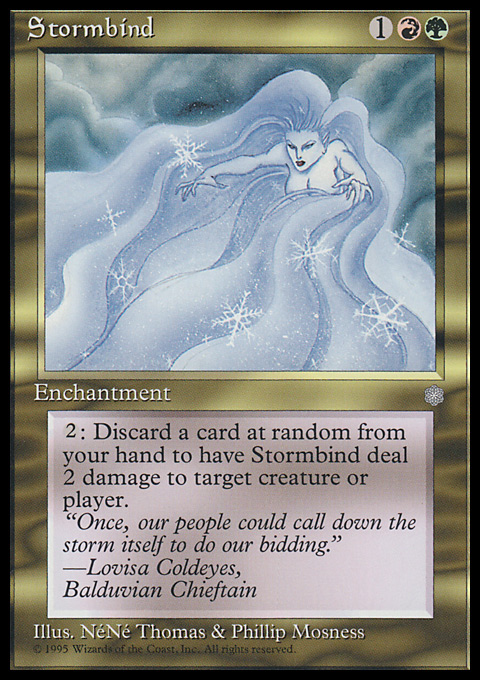 Stormbind 1
Enchantment
2: Discard a card at random from
your hand to have Stormbind deal
2 damage to target creature or
player.
“Once, our people could call down the
storm itself to do our bidding.”
—Lovisa Coldeyes,
Balduvian Chieftain
Illus. NéNé Thomas & Phillip Mosness
© 1995 Wizards of the Coast, Inc. All rights reserved.